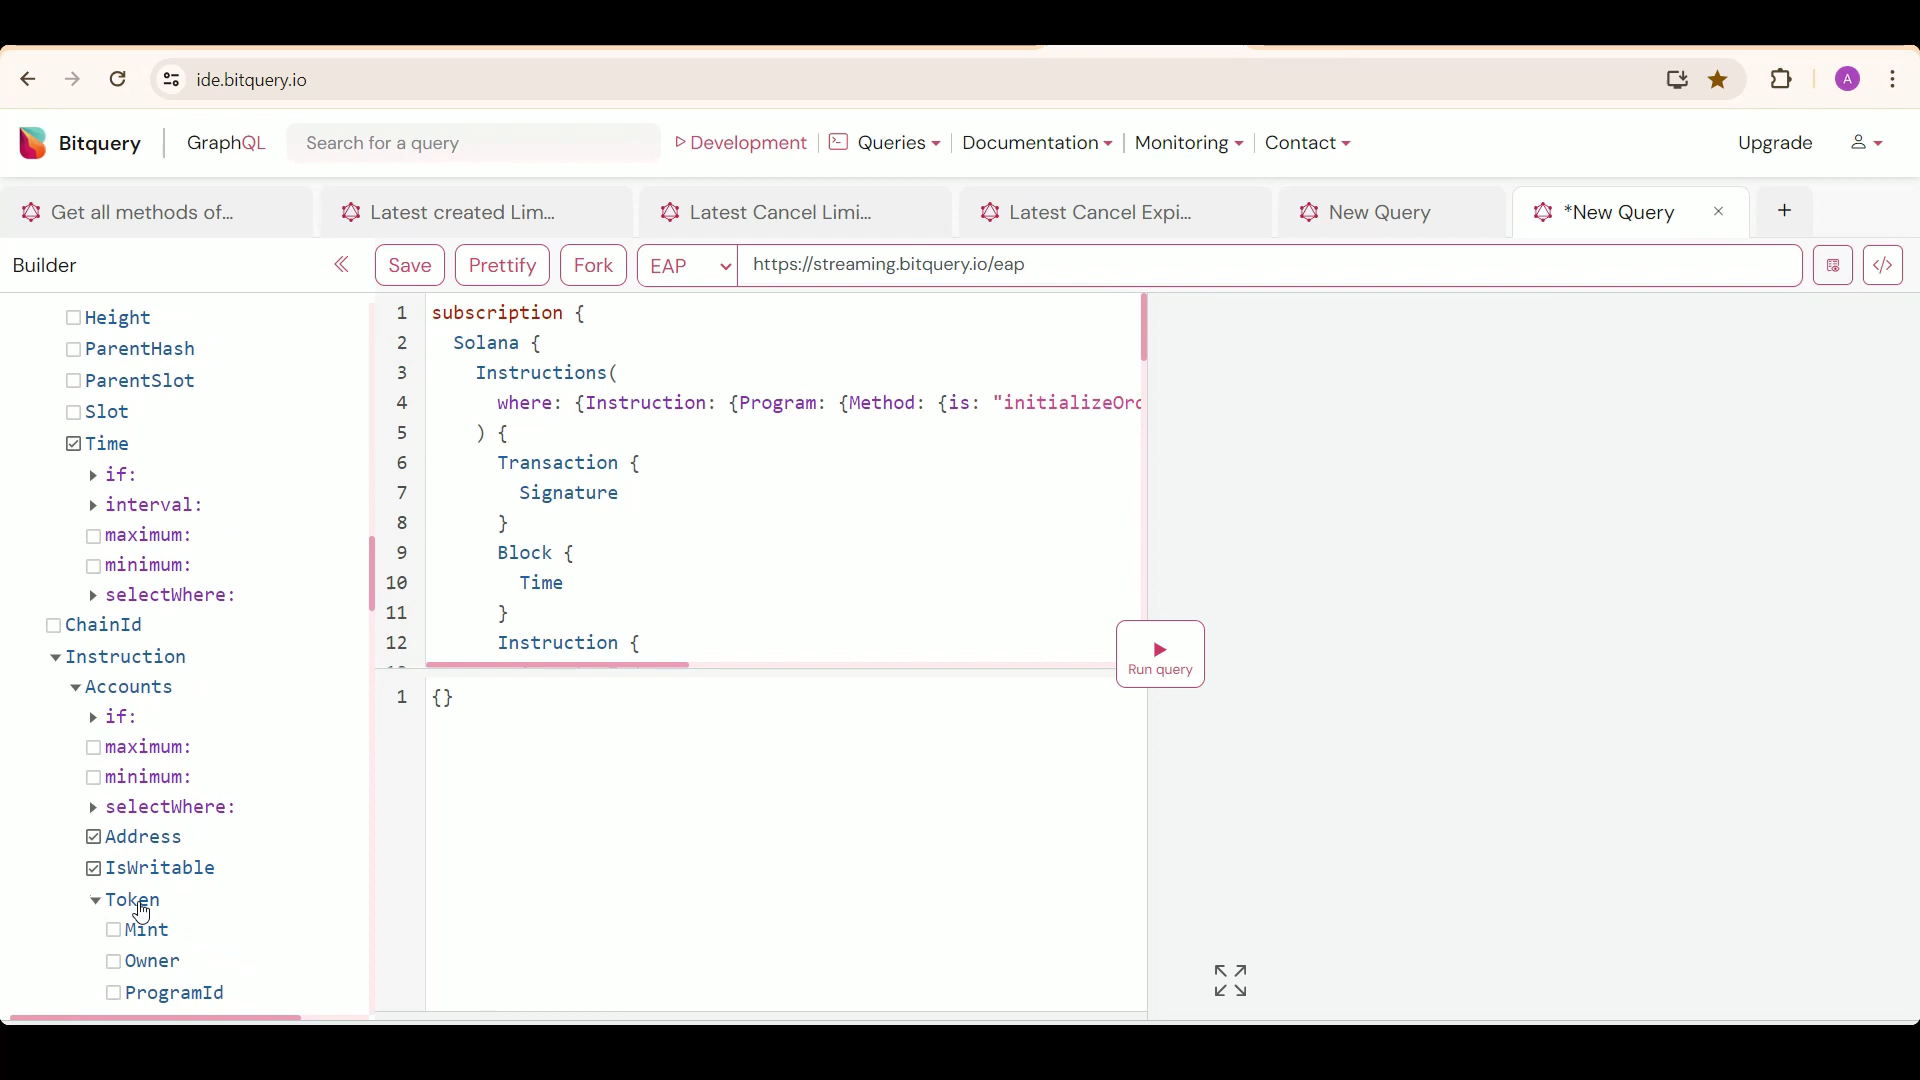 ide.bitquery.io
A
Bitquery
GraphQL
Search for a query
Development
Queries
Documentation
Monitoring
Contact
Upgrade
Get all methods of...
Latest created Lim...
Latest Cancel Limi...
Latest Cancel Expi...
New Query
*New Query
+
Builder
Save
Prettify
Fork
EAP
https://streaming.bitquery.io/eap
Height
ParentHash
ParentSlot
Slot
Time
if:
interval:
maximum:
minimum:
selectWhere:
ChainId
Instruction
Accounts
if:
maximum:
minimum:
selectWhere:
Address
IsWritable
Token
Mint
Owner
ProgramId
1 subscription {
2 Solana {
3 Instructions(
4 where: {Instruction: {Program: {Method: {is: "initializeOrd
5 ) {
6 Transaction {
7 Signature
8 }
9 Block {
10 Time
11 }
12 Instruction {
Run query
1 {}